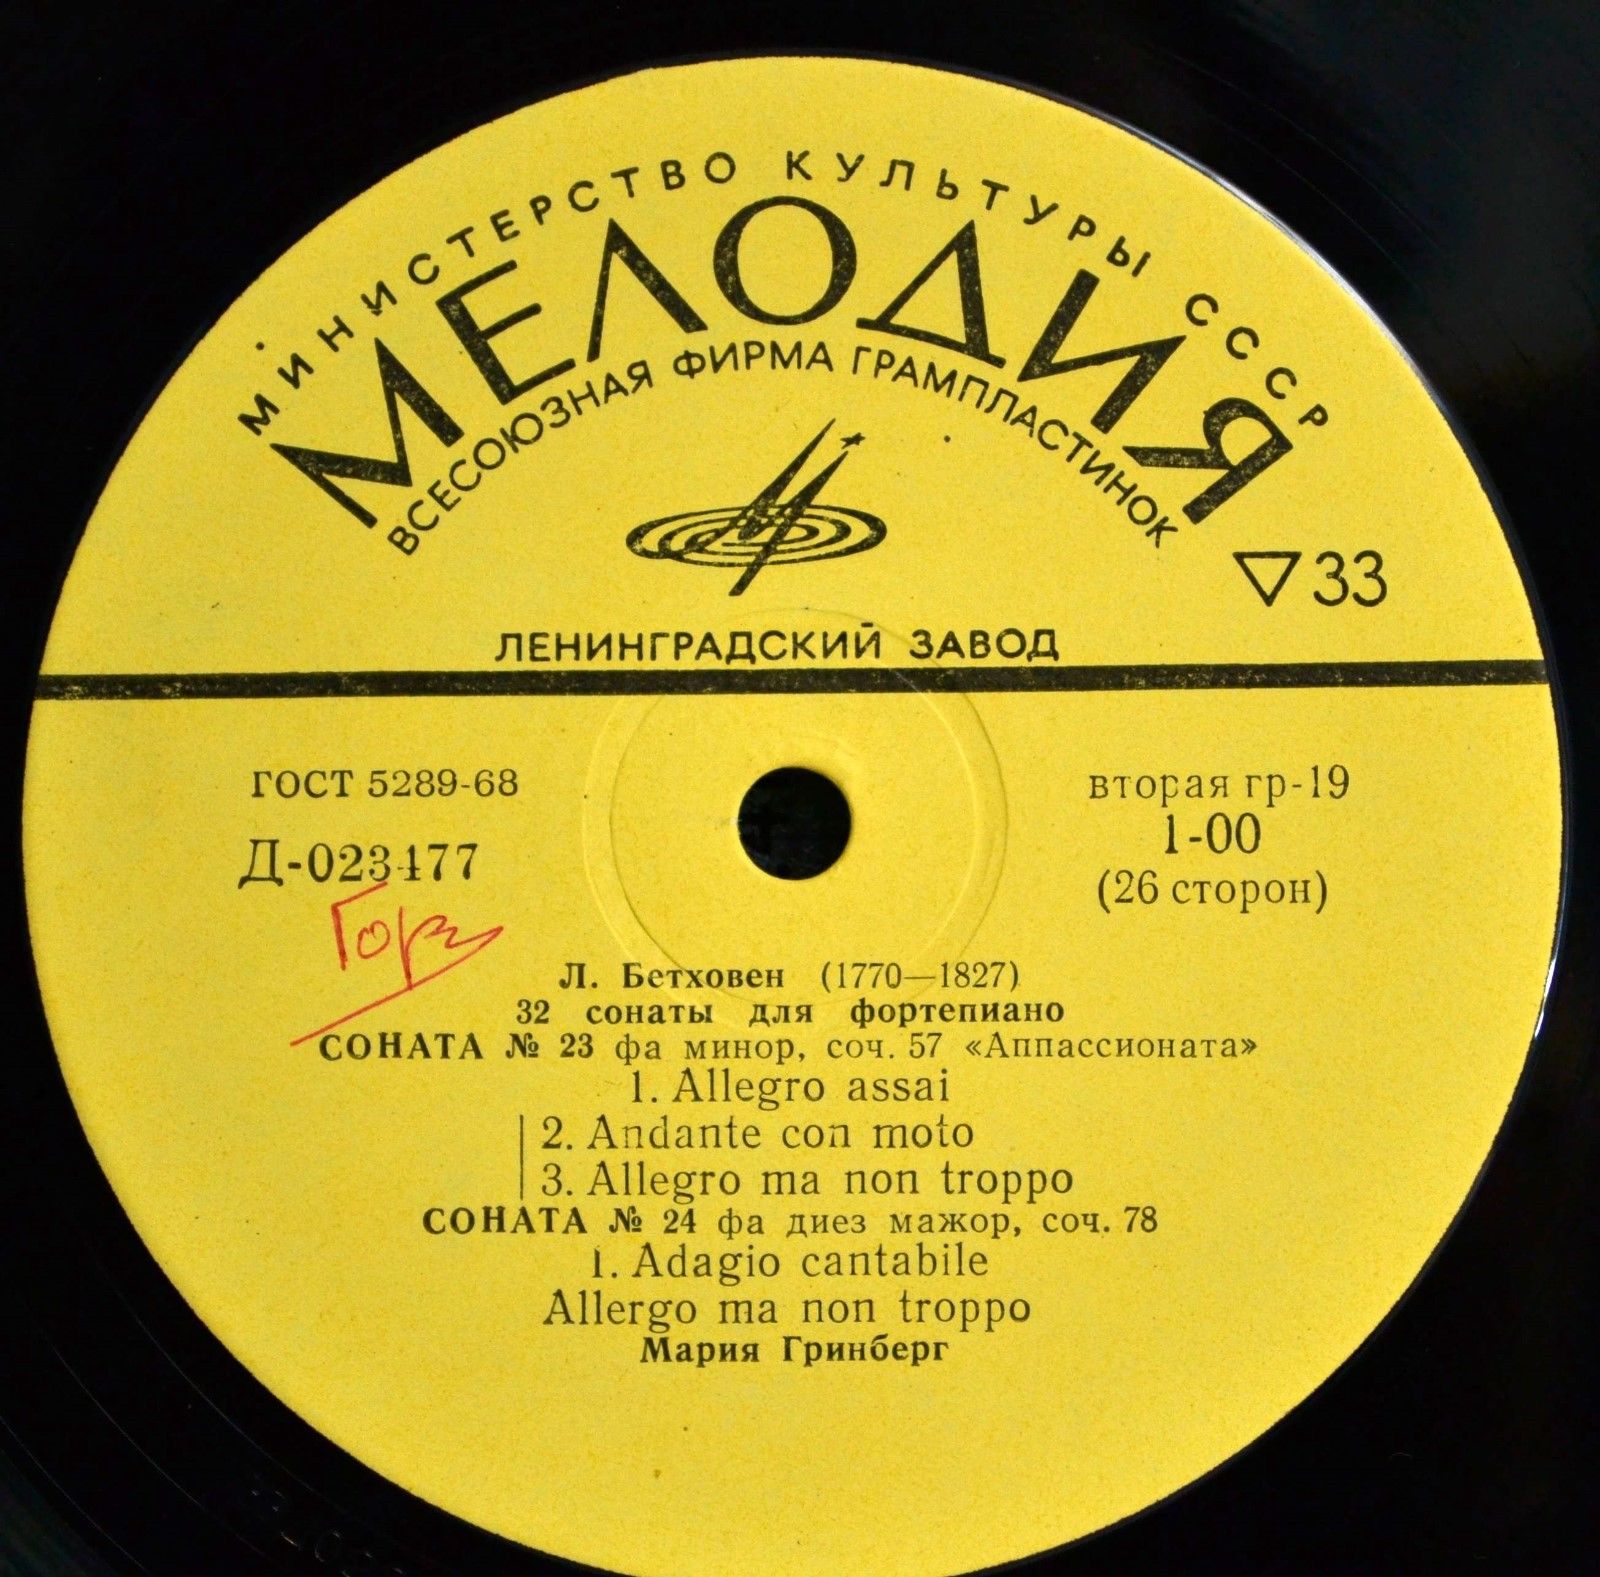 МИНИСТЕРСТВО КУЛЬТУРЫ СССР
МЕЛОДИЯ
ВСЕСОЮЗНАЯ ФИРМА ГРАМПЛАСТИНОК
▽33
ЛЕНИНГРАДСКИЙ ЗАВОД
ГОСТ 5289-68
вторая гр-19
Д-023477
1-00
(26 сторон)
Л. Бетховен (1770—1827)
32 сонаты для фортепиано
СОНАТА № 23 фа минор, соч. 57 «Аппассионата»
1. Allegro assai
2. Andante con moto
3. Allegro ma non troppo
СОНАТА № 24 фа диез мажор, соч. 78
1. Adagio cantabile
Allergo ma non troppo
Мария Гринберг